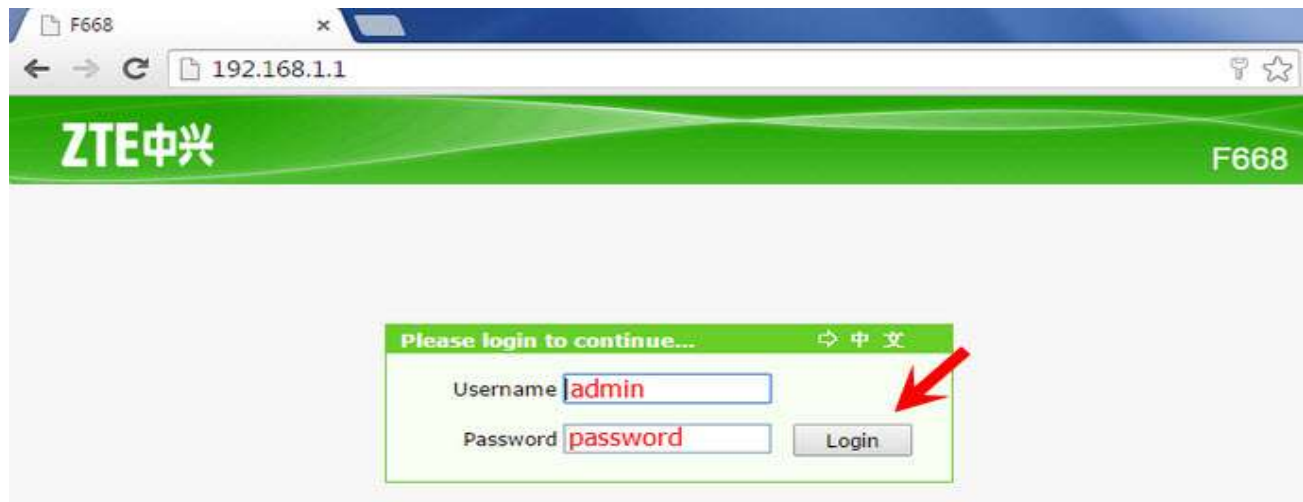 F668
192.168.1.1
ZTE中兴
F668
Please login to continue... 中 文
Username admin
Password password Login